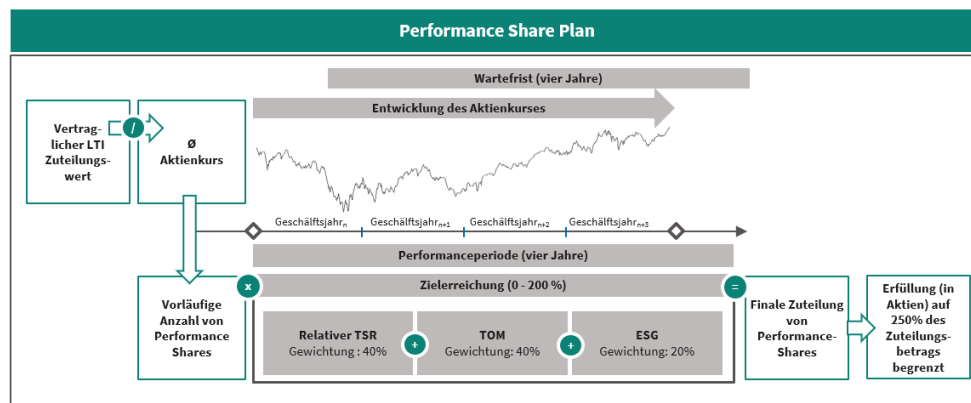 Performance Share Plan
Wartefrist (vier Jahre)
Entwicklung des Aktienkurses
Vertrag-
licher LTI
Zuteilungs-
wert
/
Ø
Aktienkurs
Geschäftsjahrn
Geschäftsjahrn+1
Geschäftsjahrn+2
Geschäftsjahrn+3
Performanceperiode (vier Jahre)
Vorläufige
Anzahl von
Performance
Shares
x
Zielerreichung (0 - 200 %)
=
Relativer TSR
Gewichtung : 40%
+
TOM
Gewichtung: 40%
+
ESG
Gewichtung: 20%
Finale Zuteilung
von
Performance-
Shares
Erfüllung (in
Aktien) auf
250% des
Zuteilungs-
betrags
begrenzt